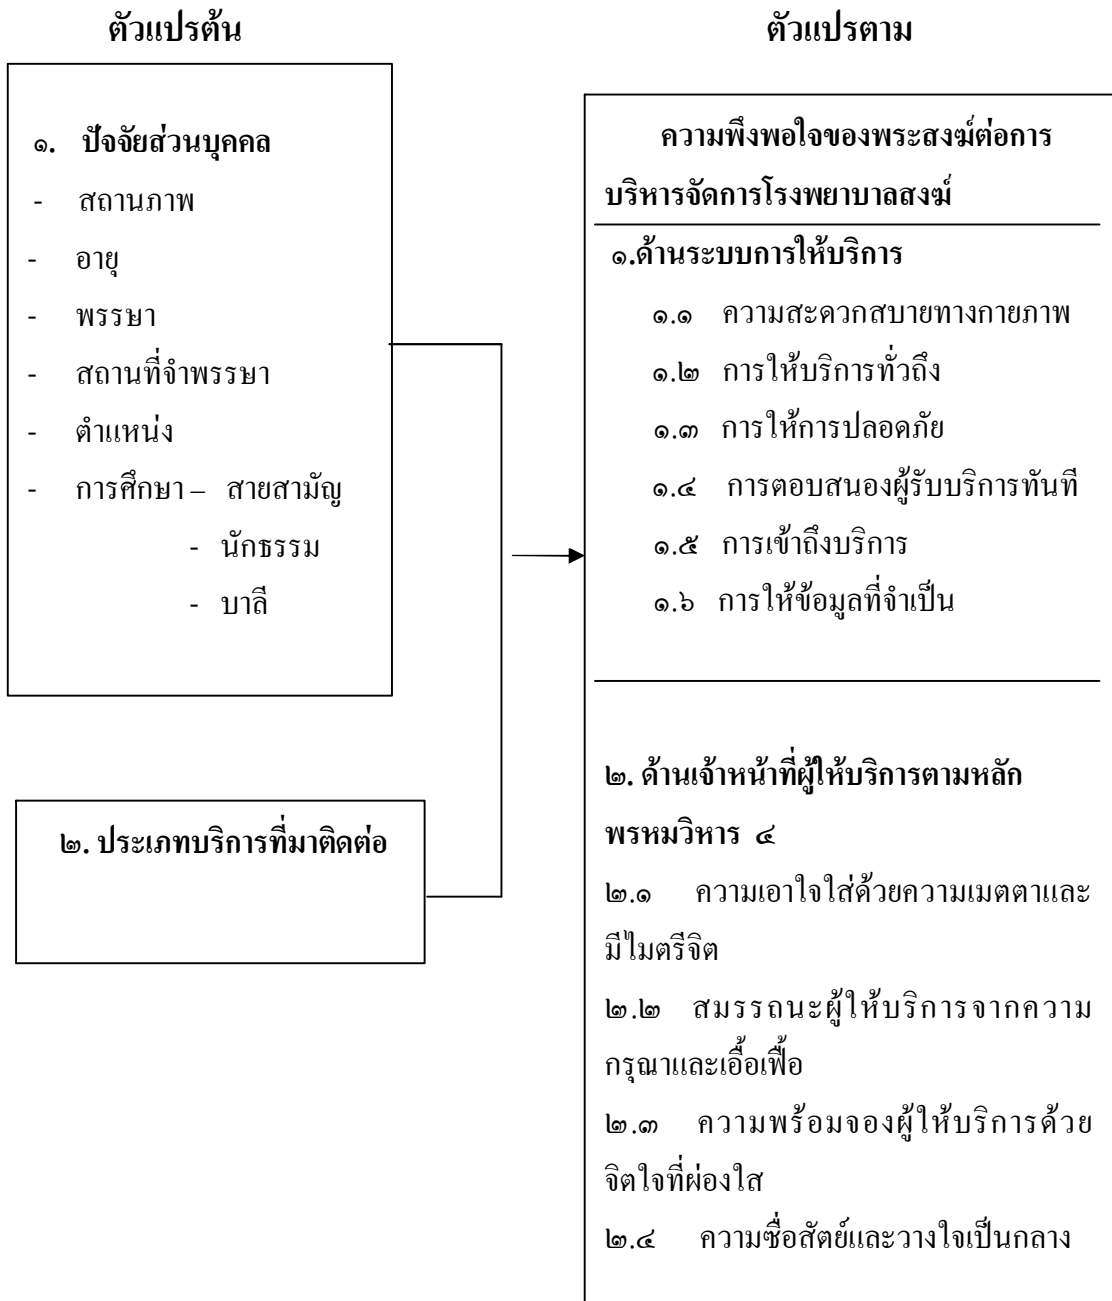 ตัวแปรต้น
๑. ปัจจัยส่วนบุคคล
- สถานภาพ
- อายุ
- พรรษา
- สถานที่จำพรรษา
- ตำแหน่ง
- การศึกษา – สายสามัญ
- นักธรรม
- บาลี
๒. ประเภทบริการที่มาติดต่อ
ตัวแปรตาม
ความพึงพอใจของพระสงฆ์ต่อการ
บริหารจัดการโรงพยาบาลสงฆ์
๑.ด้านระบบการให้บริการ
๑.๑ ความสะดวกสบายทางกายภาพ
๑.๒ การให้บริการทั่วถึง
๑.๓ การให้การปลอดภัย
๑.๔ การตอบสนองผู้รับบริการทันที
๑.๕ การเข้าถึงบริการ
๑.๖ การให้ข้อมูลที่จำเป็น
๒. ด้านเจ้าหน้าที่ผู้ให้บริการตามหลัก
พรหมวิหาร ๔
๒.๑ ความเอาใจใส่ด้วยความเมตตาและ
มีไมตรีจิต
๒.๒ สมรรถนะผู้ให้บริการจากความ
กรุณาและเอื้อเฟื้อ
๒.๓ ความพร้อมจองผู้ให้บริการด้วย
จิตใจที่ผ่องใส
๒.๔ ความซื่อสัตย์และวางใจเป็นกลาง